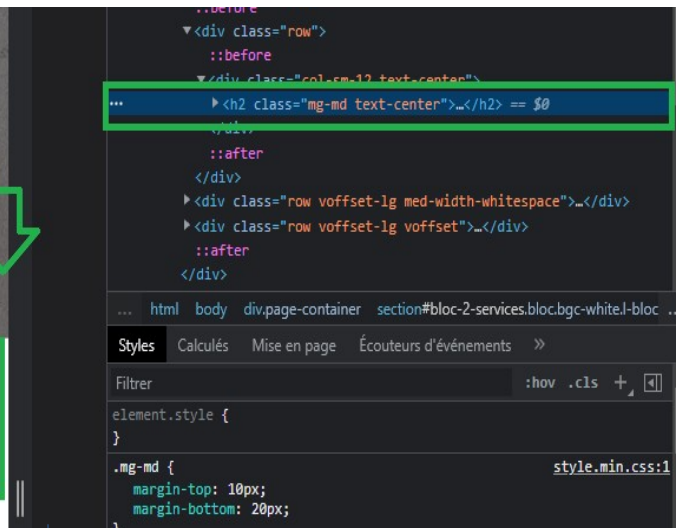 ::before
▼<div class="row">
::before
▼<div class="col-sm-12 text-center">
... ▶<h2 class="mg-md text-center">…</h2> == $0
</div>
::after
</div>
▶<div class="row voffset-lg med-width-whitespace">…</div>
▶<div class="row voffset-lg voffset">…</div>
::after
</div>
... html body div.page-container section#bloc-2-services.bloc.bgc-white.l-bloc ..
Styles Calculés Mise en page Écouteurs d'événements »
Filtrer :hov .cls +
element.style {
}
.mg-md { style.min.css:1
margin-top: 10px;
margin-bottom: 20px;
}